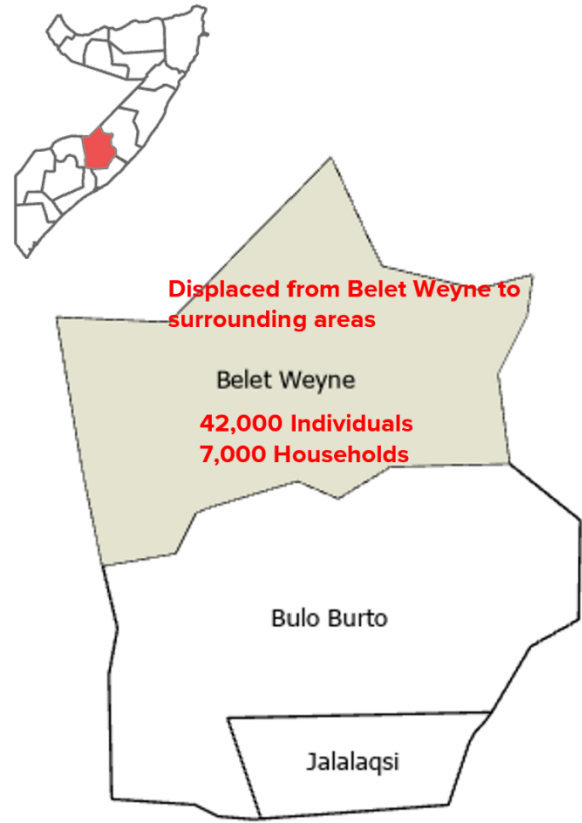 Displaced from Belet Weyne to
surrounding areas
Belet Weyne
42,000 Individuals
7,000 Households
Bulo Burto
Jalalaqsi